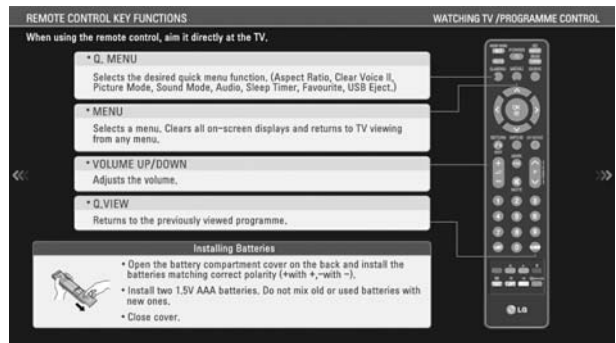 REMOTE CONTROL KEY FUNCTIONS
WATCHING TV /PROGRAMME CONTROL
When using the remote control, aim it directly at the TV.
* Q. MENU
Selects the desired quick menu function. (Aspect Ratio, Clear Voice II,
Picture Mode, Sound Mode, Audio, Sleep Timer, Favourite, USB Eject.)
* MENU
Selects a menu. Clears all on-screen displays and returns to TV viewing
from any menu.
* VOLUME UP/DOWN
Adjusts the volume.
* Q.VIEW
Returns to the previously viewed programme.
Installing Batteries
• Open the battery compartment cover on the back and install the
batteries matching correct polarity (+with +,-with -).
• Install two 1.5V AAA batteries. Do not mix old or used batteries with
new ones.
• Close cover.
POWER
Q.MENU
MENU
OK
MUTE
LG